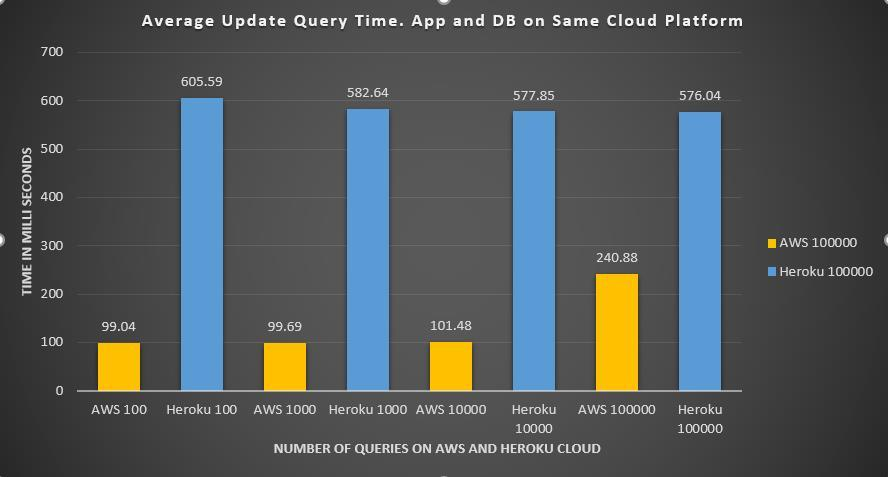 Average Update Query Time. App and DB on Same Cloud Platform
TIME IN MILLI SECONDS
700
600
500
400
300
200
100
0
99.04
605.59
99.69
582.64
101.48
577.85
240.88
576.04
AWS 100
Heroku 100
AWS 1000
Heroku 1000
AWS 10000
Heroku
10000
AWS 100000
Heroku
100000
NUMBER OF QUERIES ON AWS AND HEROKU CLOUD
AWS 100000
Heroku 100000